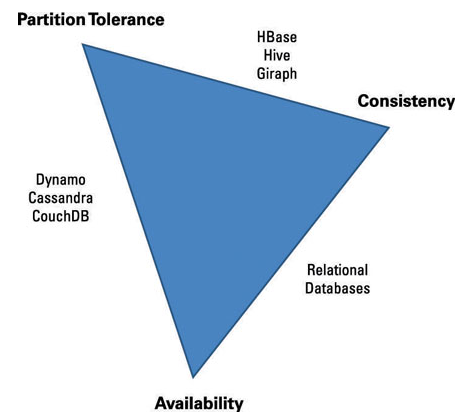 Partition Tolerance
HBase
Hive
Giraph
Consistency
Dynamo
Cassandra
CouchDB
Relational
Databases
Availability